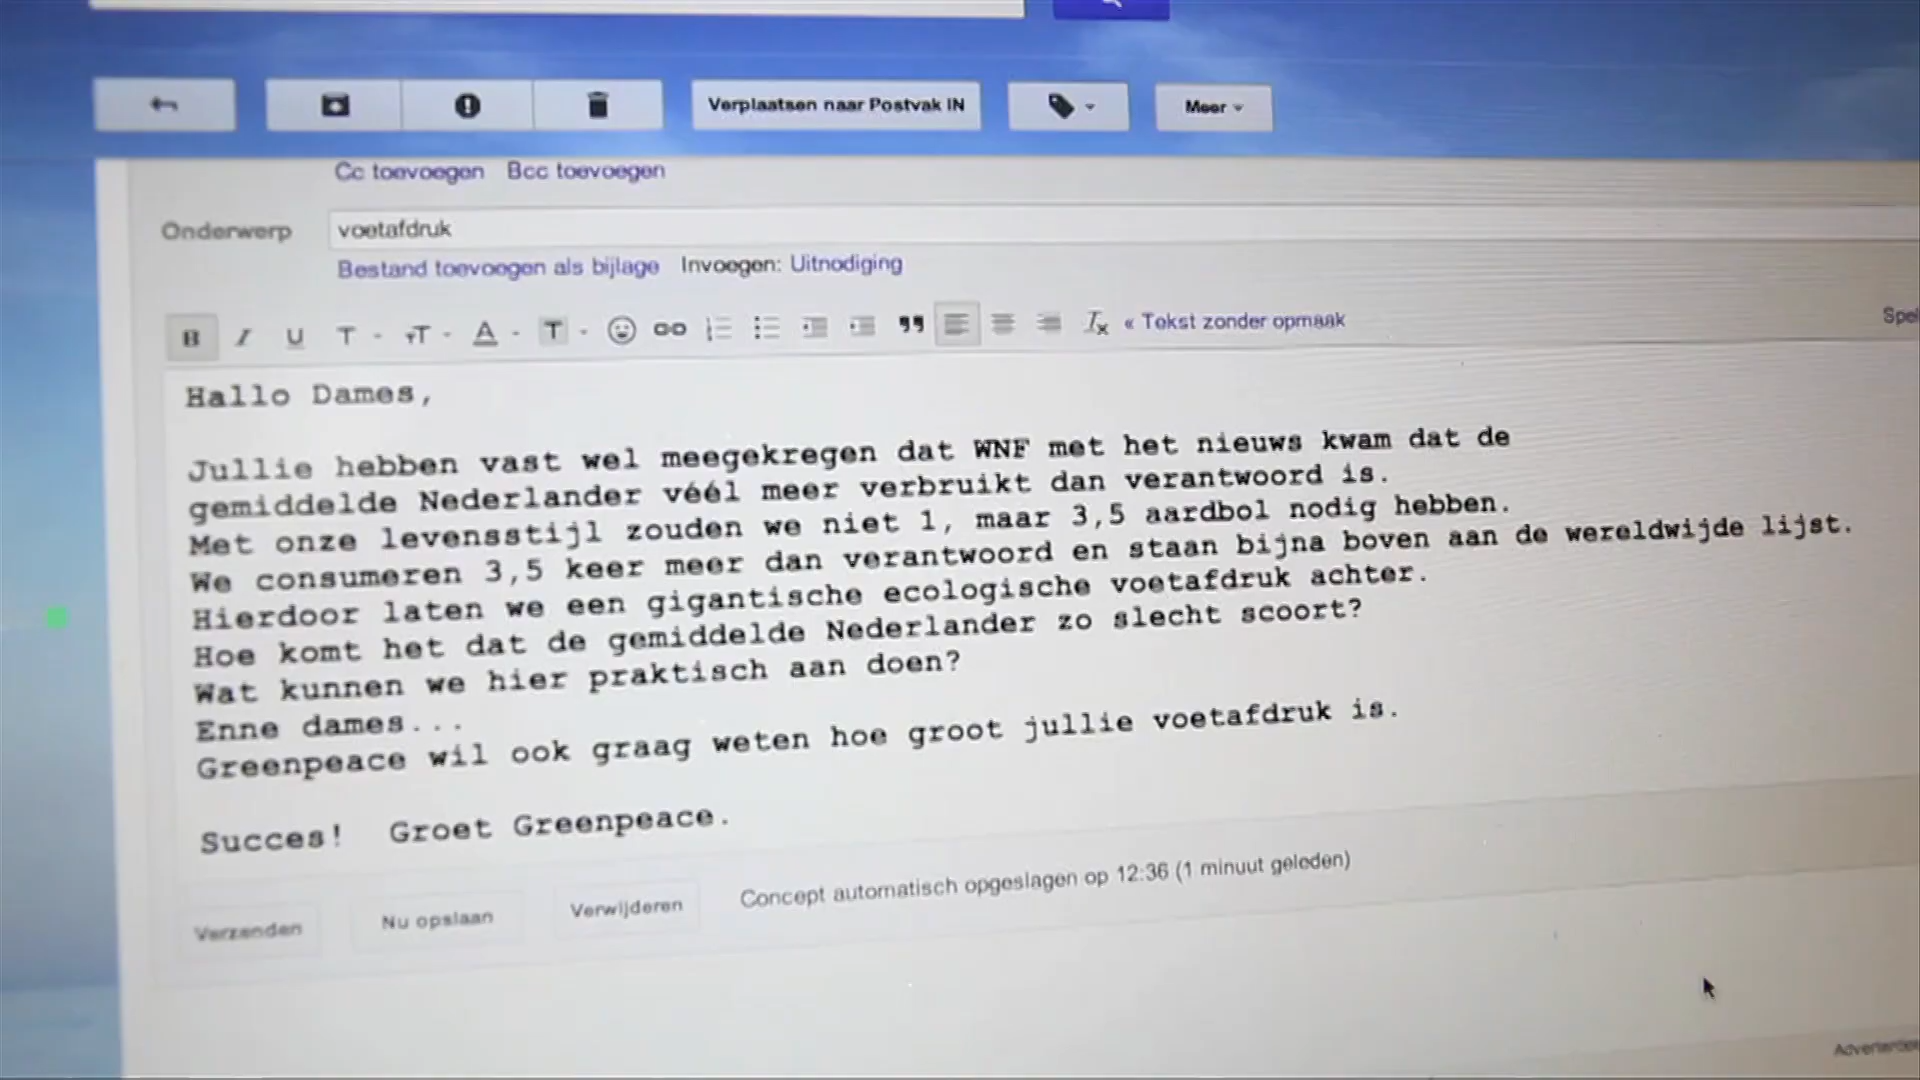 Verplaatsen naar Postvak IN
Meer
Cc toevoegen Bcc toevoegen
Onderwerp voetafdruk
Bestand toevoegen als bijlage Invoegen: Uitnodiging
B I U T T A T « Tekst zonder opmaak
Hallo Dames,
Jullie hebben vast wel meegekregen dat WNF met het nieuws kwam dat de
gemiddelde Nederlander véél meer verbruikt dan verantwoord is.
Met onze levensstijl zouden we niet 1, maar 3,5 aardbol nodig hebben.
We consumeren 3,5 keer meer dan verantwoord en staan bijna boven aan de wereldwijde lijst.
Hierdoor laten we een gigantische ecologische voetafdruk achter.
Hoe komt het dat de gemiddelde Nederlander zo slecht scoort?
Wat kunnen we hier praktisch aan doen?
Enne dames...
Greenpeace wil ook graag weten hoe groot jullie voetafdruk is.
Succes! Groet Greenpeace.
Verzenden Nu opslaan Verwijderen Concept automatisch opgeslagen op 12:36 (1 minuut geleden)